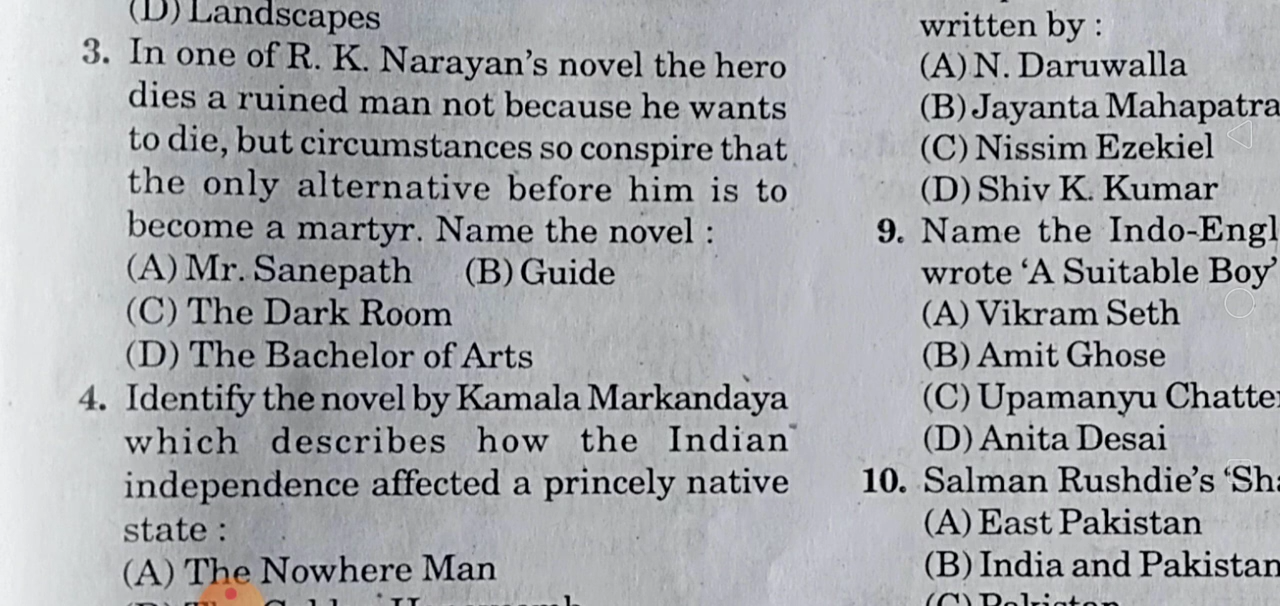 (D) Landscapes
3. In one of R. K. Narayan's novel the hero
dies a ruined man not because he wants
to die, but circumstances so conspire that
the only alternative before him is to
become a martyr. Name the novel :
(A) Mr. Sanepath (B) Guide
(C) The Dark Room
(D) The Bachelor of Arts
4. Identify the novel by Kamala Markandaya
which describes how the Indian
independence affected a princely native
state :
(A) The Nowhere Man
written by :
(A) N. Daruwalla
(B) Jayanta Mahapatra
(C) Nissim Ezekiel
(D) Shiv K. Kumar
9. Name the Indo-Engl
wrote 'A Suitable Boy'
(A) Vikram Seth
(B) Amit Ghose
(C) Upamanyu Chatte
(D) Anita Desai
10. Salman Rushdie's 'Sha
(A) East Pakistan
(B) India and Pakistan
(C) Pakistan